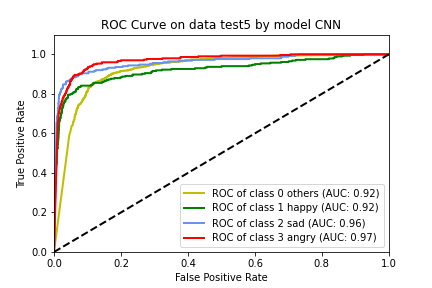 ROC Curve on data test5 by model CNN
True Positive Rate
1.0
0.8
0.6
0.4
0.2
0.0
ROC of class 0 others (AUC: 0.92)
ROC of class 1 happy (AUC: 0.92)
ROC of class 2 sad (AUC: 0.96)
ROC of class 3 angry (AUC: 0.97)
0.0 0.2 0.4 0.6 0.8 1.0
False Positive Rate